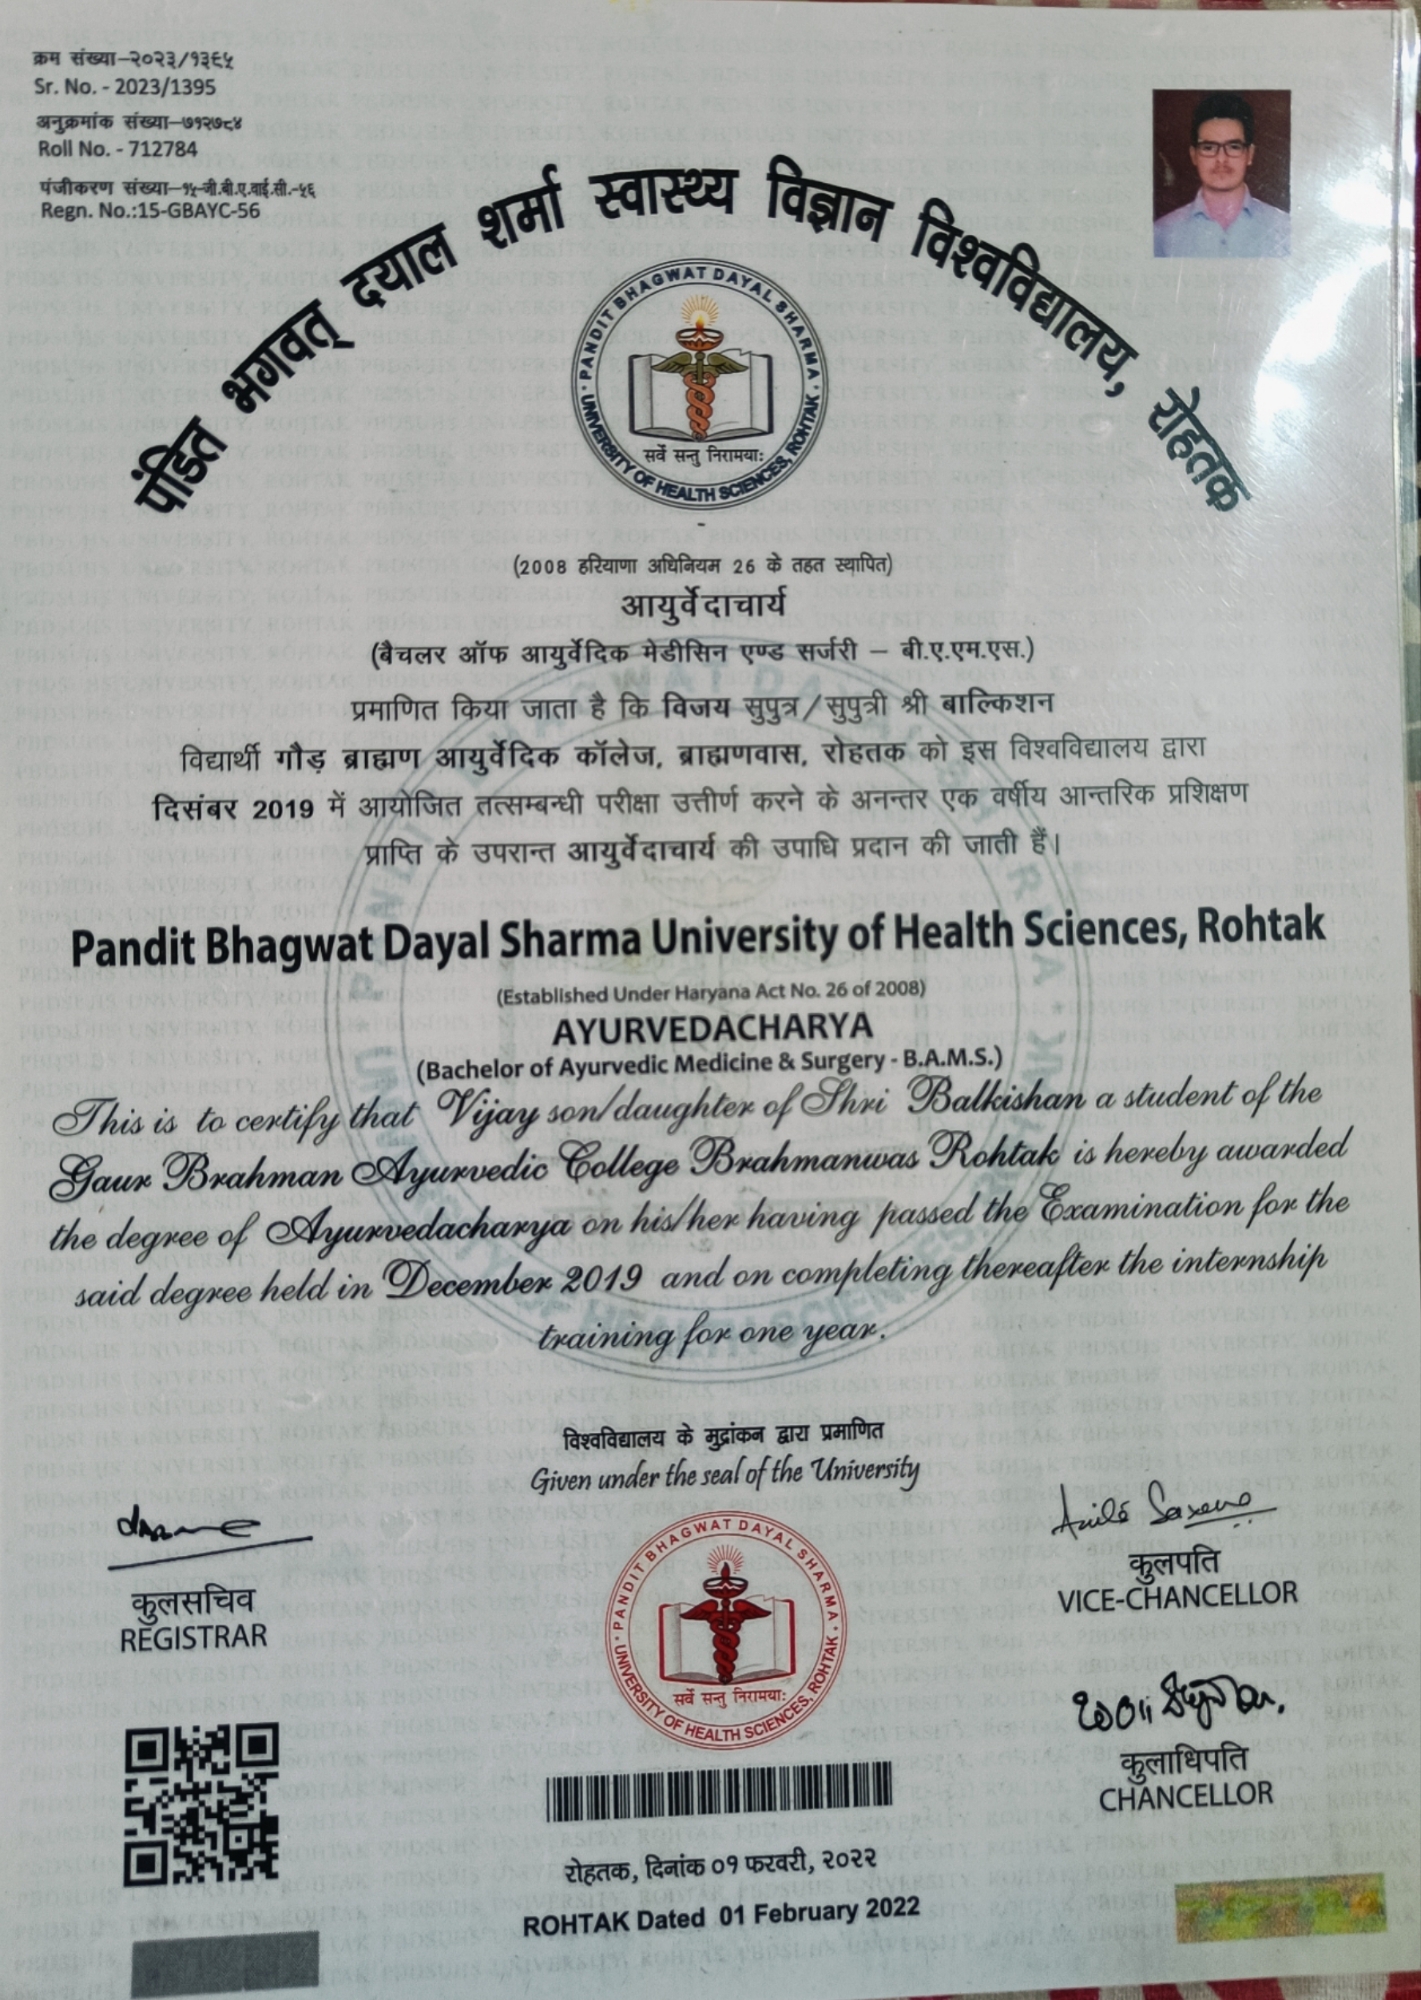 क्रम संख्या-२०२३/१३९५
Sr. No. - 2023/1395
अनुक्रमांक संख्या-७१२७८४
Roll No. - 712784
पंजीकरण संख्या-१५-जी.बी.ए.वाई.सी.-५६
Regn. No.:15-GBAYC-56
पंडित भगवत् दयाल शर्मा स्वास्थ्य विज्ञान विश्वविद्यालय, रोहतक
PANDIT BHAGWAT DAYAL SHARMA
सर्वे सन्तु निरामयाः
UNIVERSITY OF HEALTH SCIENCES, ROHTAK
(2008 हरियाणा अधिनियम 26 के तहत स्थापित)
आयुर्वेदाचार्य
(बैचलर ऑफ आयुर्वेदिक मेडीसिन एण्ड सर्जरी – बी.ए.एम.एस.)
प्रमाणित किया जाता है कि विजय सुपुत्र/सुपुत्री श्री बाल्किशन
विद्यार्थी गौड़ ब्राह्मण आयुर्वेदिक कॉलेज, ब्राह्मणवास, रोहतक को इस विश्वविद्यालय द्वारा
दिसंबर 2019 में आयोजित तत्सम्बन्धी परीक्षा उत्तीर्ण करने के अनन्तर एक वर्षीय आन्तरिक प्रशिक्षण
प्राप्ति के उपरान्त आयुर्वेदाचार्य की उपाधि प्रदान की जाती हैं।
Pandit Bhagwat Dayal Sharma University of Health Sciences, Rohtak
(Established Under Haryana Act No. 26 of 2008)
AYURVEDACHARYA
(Bachelor of Ayurvedic Medicine & Surgery - B.A.M.S.)
This is to certify that Vijay son/daughter of Shri Balkishan a student of the
Gaur Brahman Ayurvedic College Brahmanwas Rohtak is hereby awarded
the degree of Ayurvedacharya on his/her having passed the Examination for the
said degree held in December 2019 and on completing thereafter the internship
training for one year.
विश्वविद्यालय के मुद्रांकन द्वारा प्रमाणित
Given under the seal of the University
Anita Saxena
कुलपति
VICE-CHANCELLOR
कुलसचिव
REGISTRAR
PANDIT BHAGWAT DAYAL SHARMA
सर्वे सन्तु निरामयाः
UNIVERSITY OF HEALTH SCIENCES, ROHTAK
कुलाधिपति
CHANCELLOR
रोहतक, दिनांक ०१ फरवरी, २०२२
ROHTAK Dated 01 February 2022